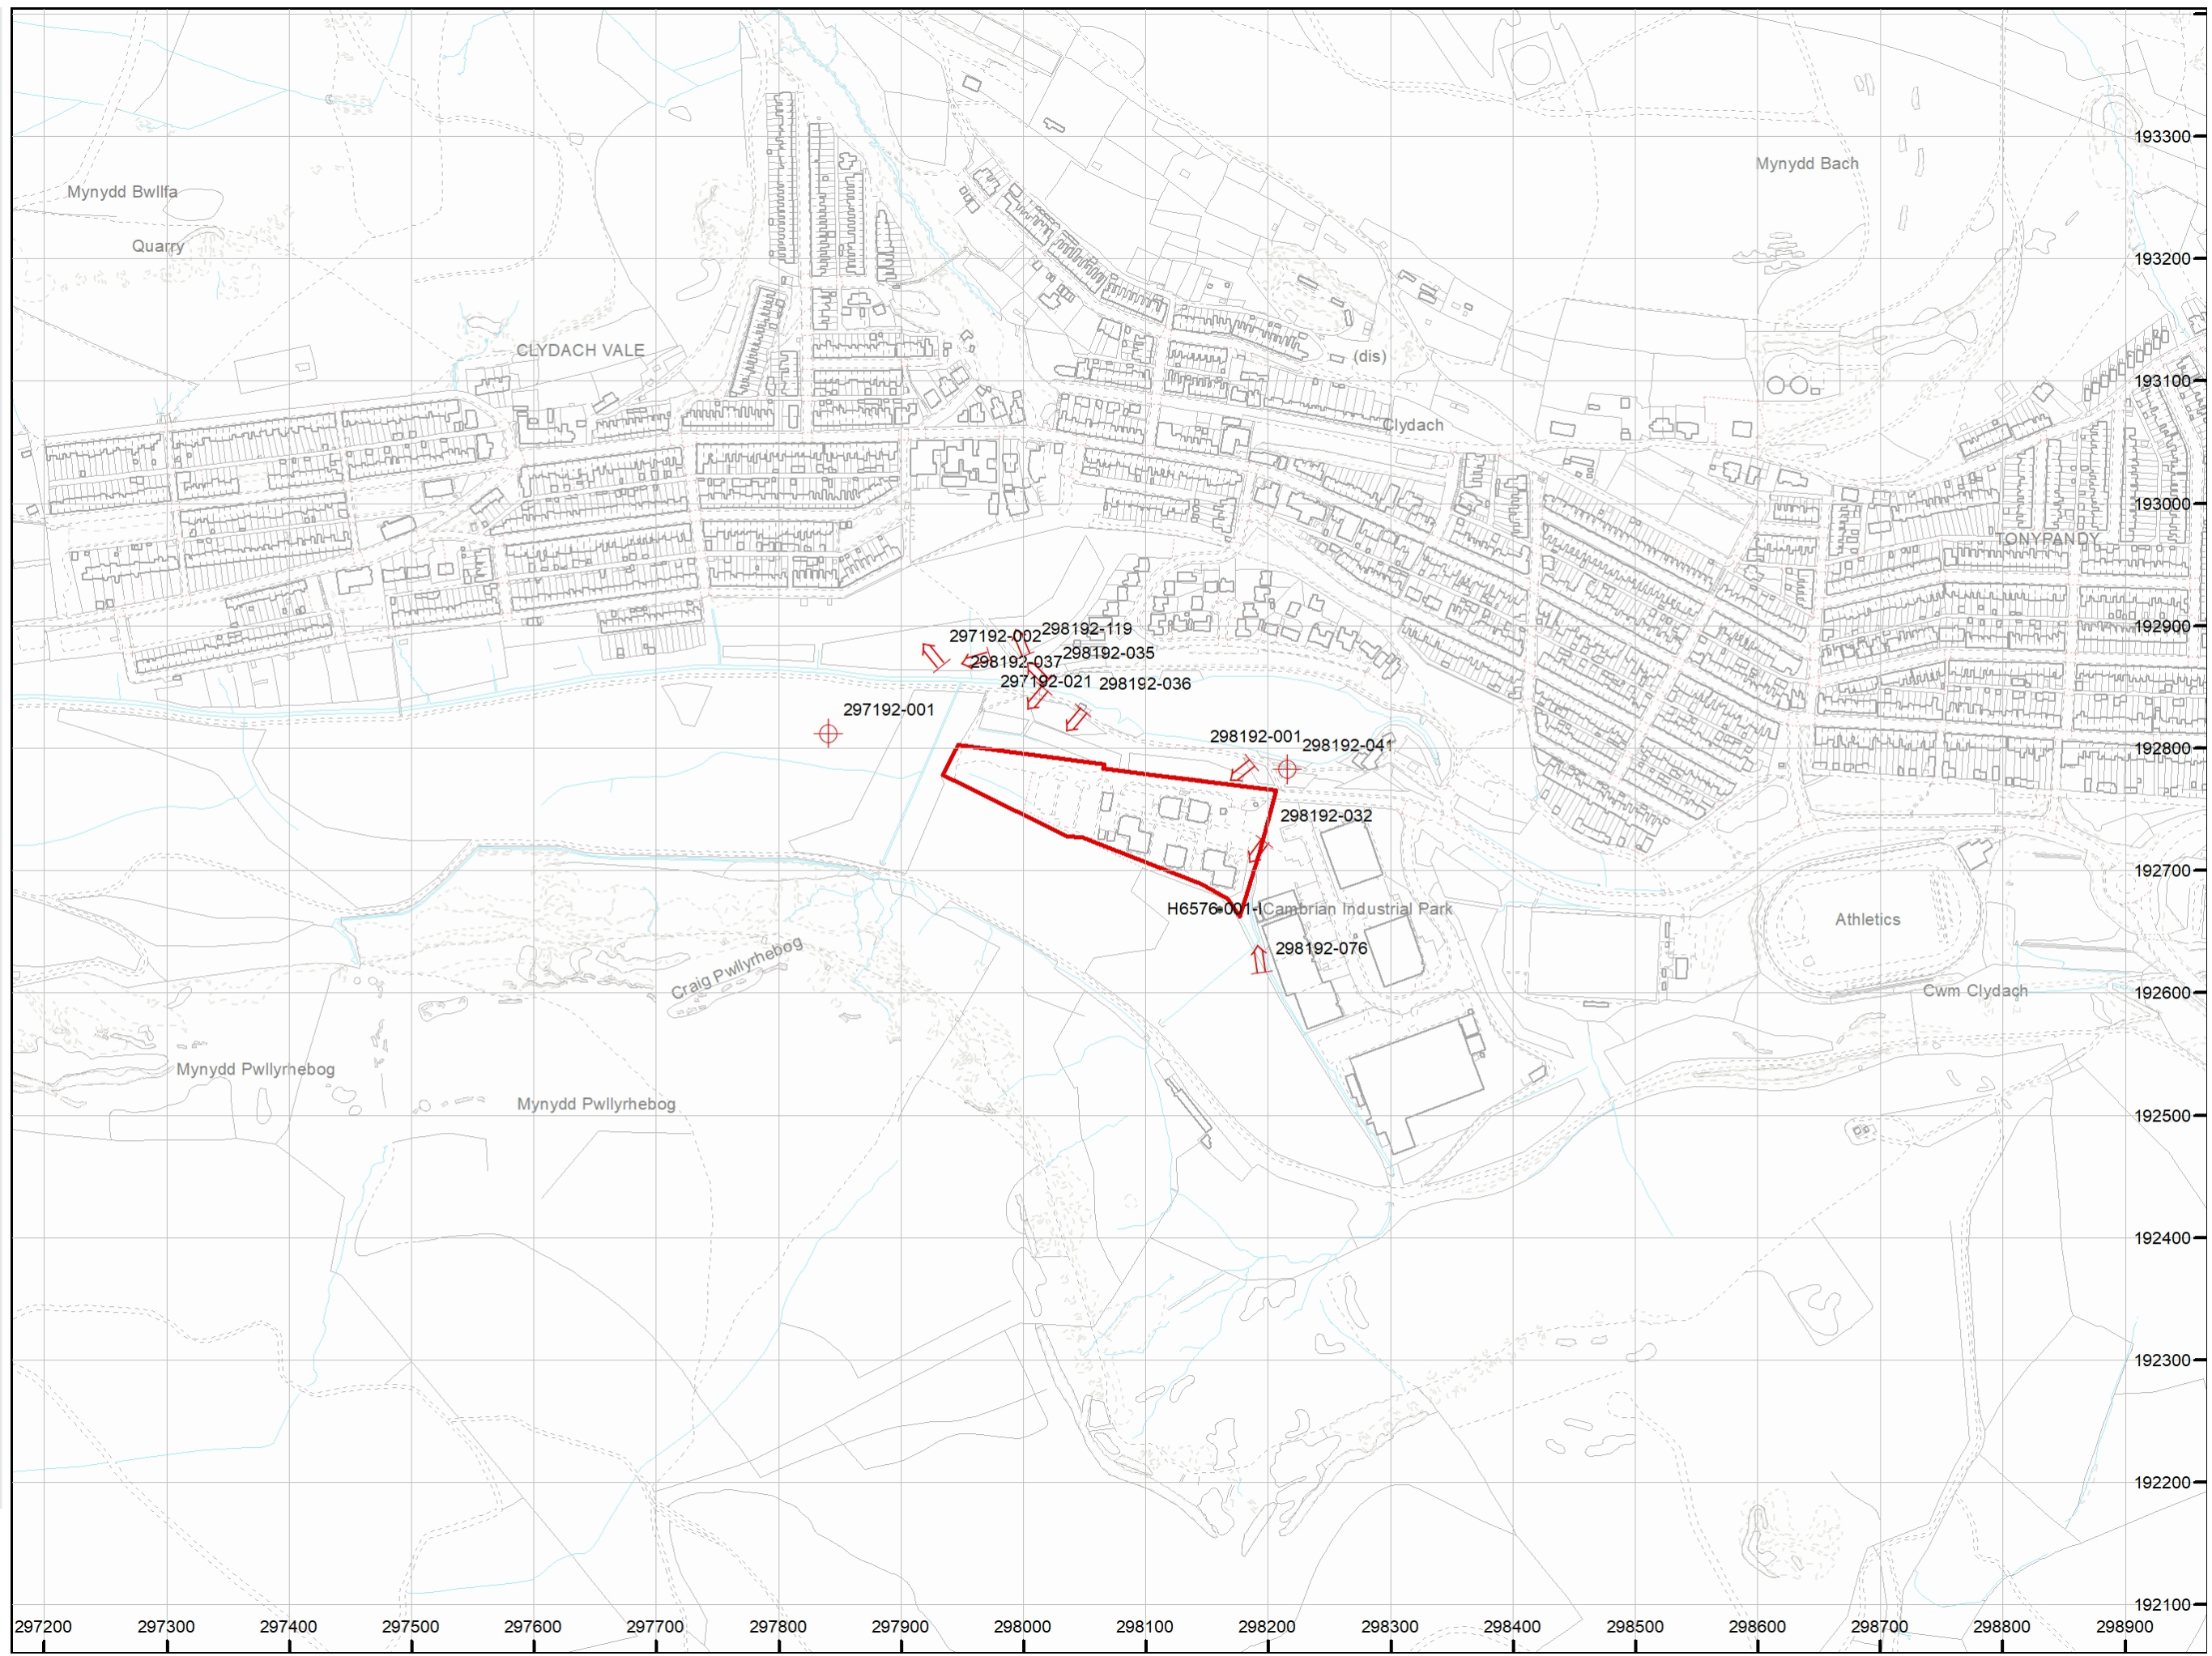 193300
Mynydd Bach
Mynydd Bwllfa
Quarry
193200
CLYDACH VALE
(dis)
193100
Clydach
193000
TONYPANDY
192900
297192-002
298192-119
298192-035
298192-037
297192-021
298192-036
297192-001
298192-001
298192-041
192800
298192-032
192700
H6576-001-I
Cambrian Industrial Park
Athletics
298192-076
Craig Pwllyrhebog
192600
Cwm Clydach
Mynydd Pwllyrhebog
Mynydd Pwllyrhebog
192500
192400
192300
192200
192100
297200 297300 297400 297500 297600 297700 297800 297900 298000 298100 298200 298300 298400 298500 298600 298700 298800 298900